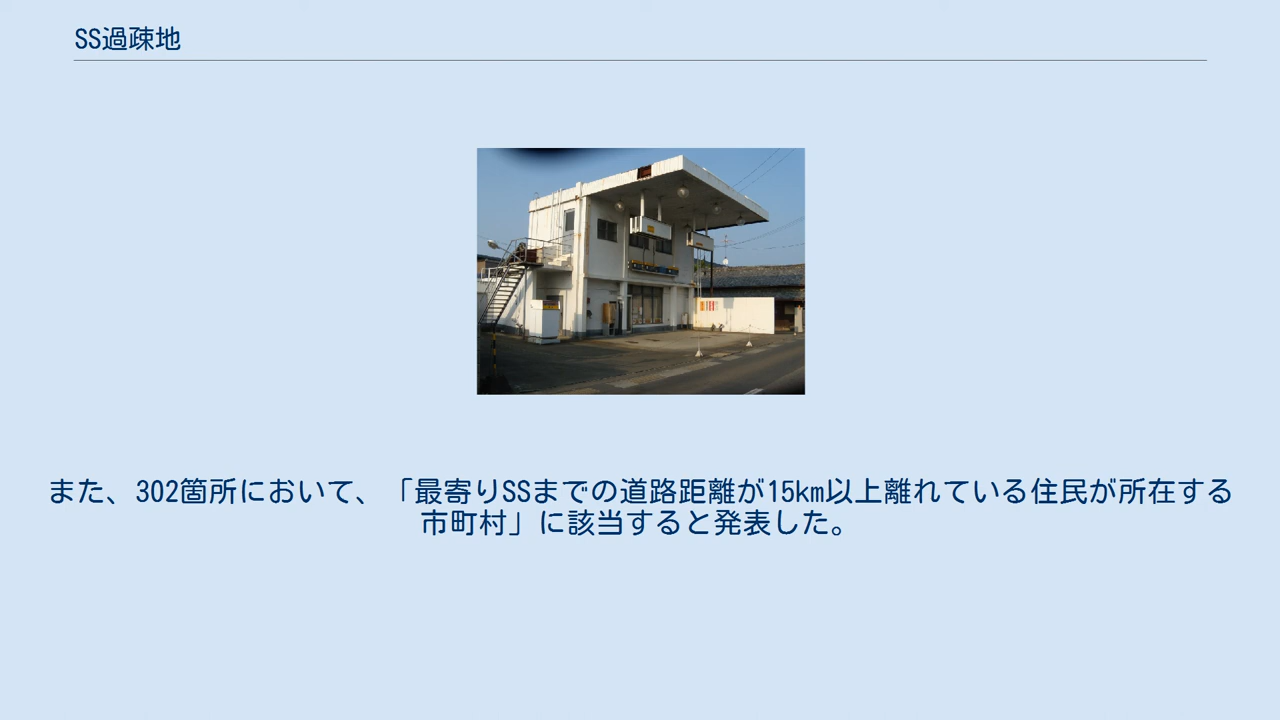 SS過疎地
また、302箇所において、「最寄りSSまでの道路距離が15km以上離れている住民が所在する
市町村」に該当すると発表した。